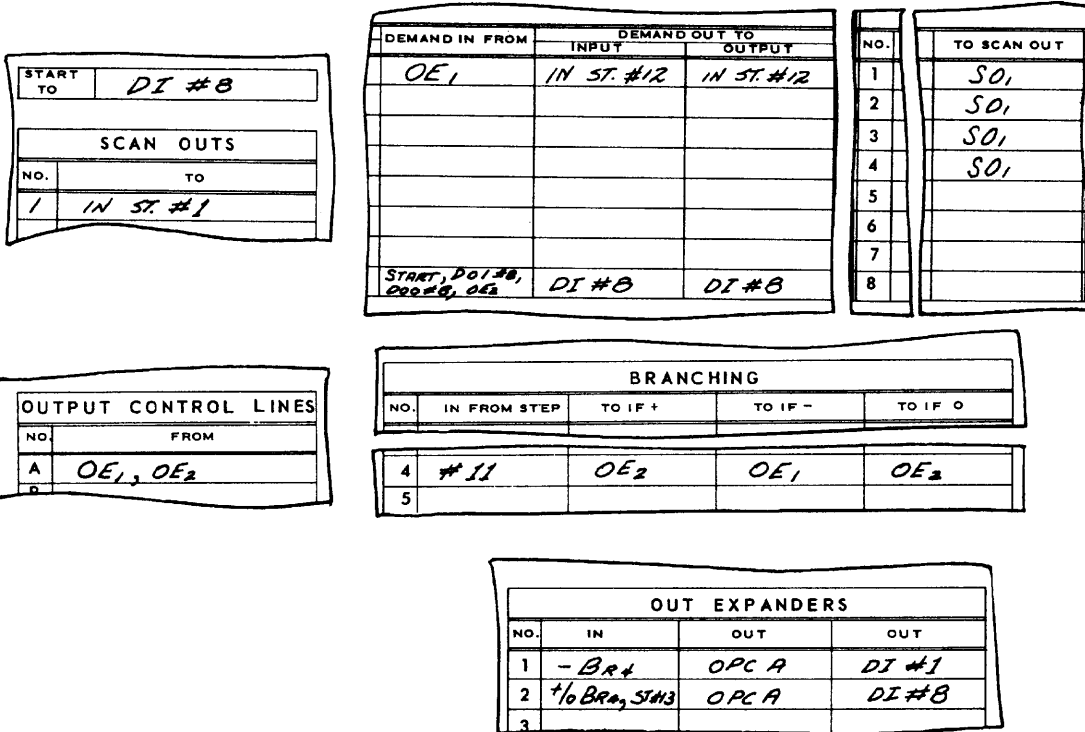 START TO DI #8
SCAN OUTS
NO. TO
1 IN ST. #1
DEMAND IN FROM DEMAND OUT TO
INPUT OUTPUT
OE1 IN ST. #12 IN ST. #12
START, DOI #8,
DOO #8, OE2 DI #8 DI #8
NO. TO SCAN OUT
1 SO1
2 SO1
3 SO1
4 SO1
5
6
7
8
OUTPUT CONTROL LINES
NO. FROM
A OE1, OE2
BRANCHING
NO. IN FROM STEP TO IF + TO IF - TO IF O
4 #11 OE2 OE1 OE2
5
OUT EXPANDERS
NO. IN OUT OUT
1 - BR4 OPC A DI #1
2 +/0 BR4, ST#13 OPC A DI #8
3